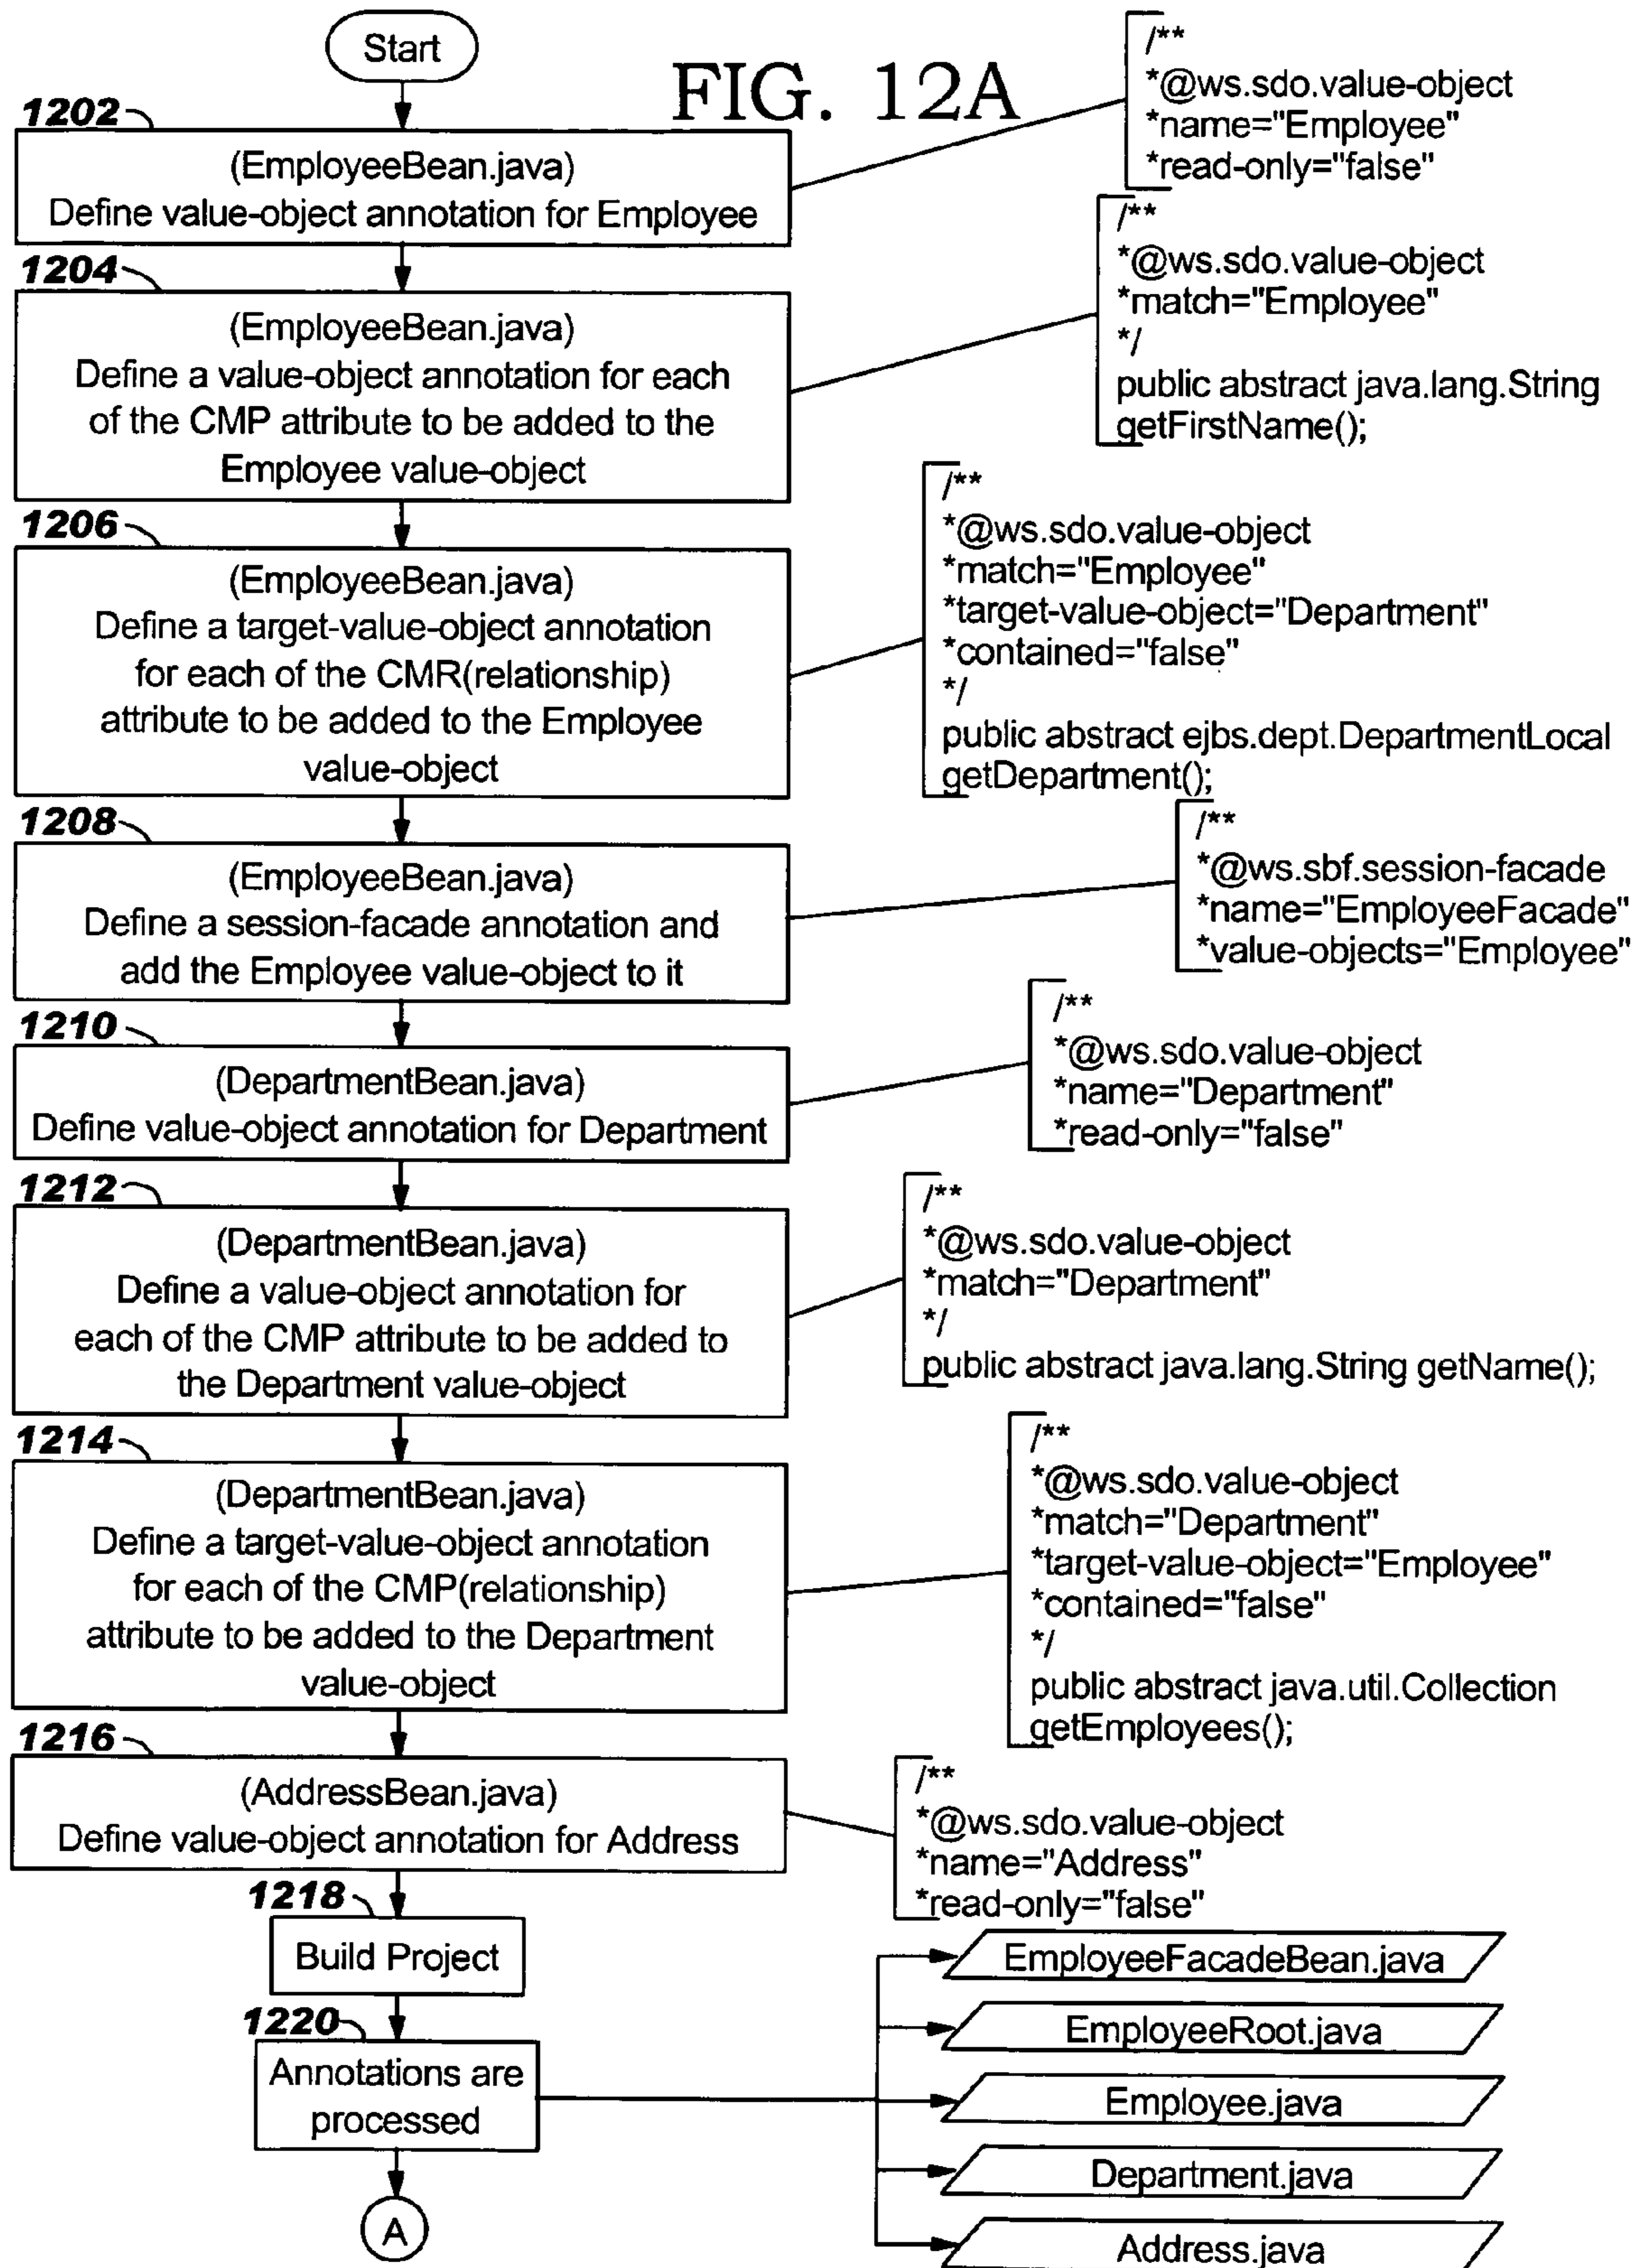 Start
FIG. 12A
1202
(EmployeeBean.java)
Define value-object annotation for Employee
/**
*@ws.sdo.value-object
*name="Employee"
*read-only="false"
1204
(EmployeeBean.java)
Define a value-object annotation for each
of the CMP attribute to be added to the
Employee value-object
/**
*@ws.sdo.value-object
*match="Employee"
*/
public abstract java.lang.String
getFirstName();
1206
(EmployeeBean.java)
Define a target-value-object annotation
for each of the CMR(relationship)
attribute to be added to the Employee
value-object
/**
*@ws.sdo.value-object
*match="Employee"
*target-value-object="Department"
*contained="false"
*/
public abstract ejbs.dept.DepartmentLocal
getDepartment();
1208
(EmployeeBean.java)
Define a session-facade annotation and
add the Employee value-object to it
/**
*@ws.sbf.session-facade
*name="EmployeeFacade"
*value-objects="Employee"
1210
(DepartmentBean.java)
Define value-object annotation for Department
/**
*@ws.sdo.value-object
*name="Department"
*read-only="false"
1212
(DepartmentBean.java)
Define a value-object annotation for
each of the CMP attribute to be added to
the Department value-object
/**
*@ws.sdo.value-object
*match="Department"
*/
public abstract java.lang.String getName();
1214
(DepartmentBean.java)
Define a target-value-object annotation
for each of the CMP(relationship)
attribute to be added to the Department
value-object
/**
*@ws.sdo.value-object
*match="Department"
*target-value-object="Employee"
*contained="false"
*/
public abstract java.util.Collection
getEmployees();
1216
(AddressBean.java)
Define value-object annotation for Address
/**
*@ws.sdo.value-object
*name="Address"
*read-only="false"
1218
Build Project
1220
Annotations are
processed
EmployeeFacadeBean.java
EmployeeRoot.java
Employee.java
Department.java
Address.java
A